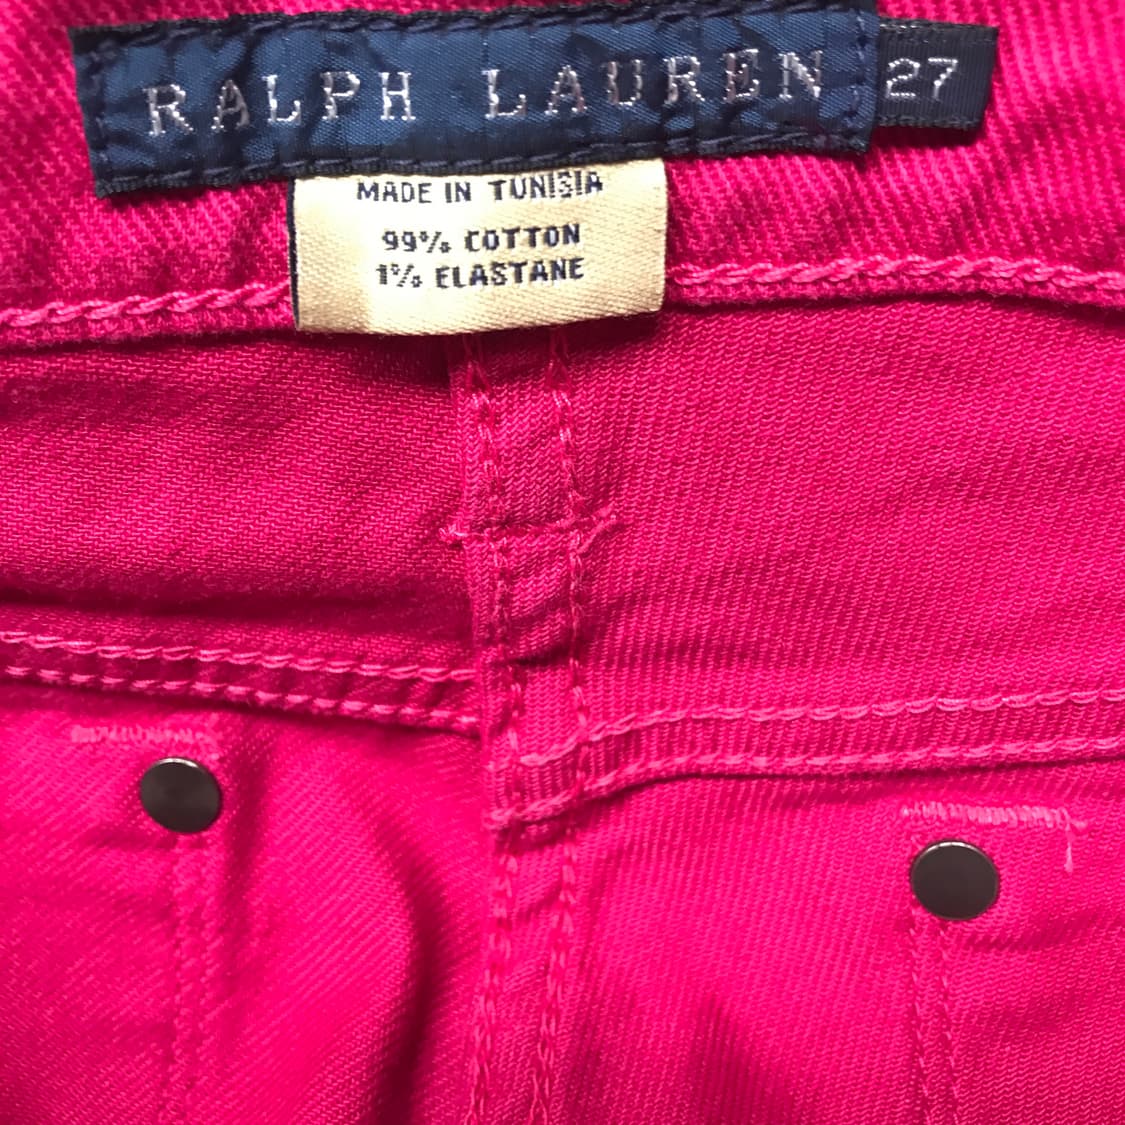 RALPH LAUREN 27
MADE IN TUNISIA
99% COTTON
1% ELASTANE